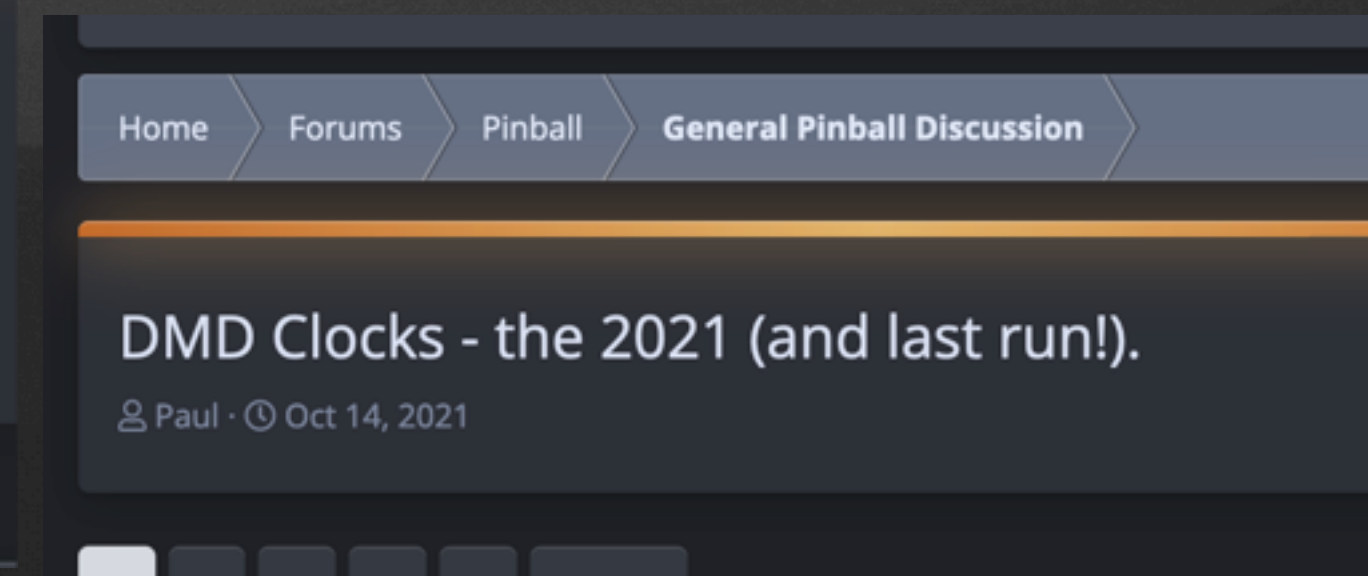 Home Forums Pinball General Pinball Discussion
DMD Clocks - the 2021 (and last run!).
Paul · Oct 14, 2021